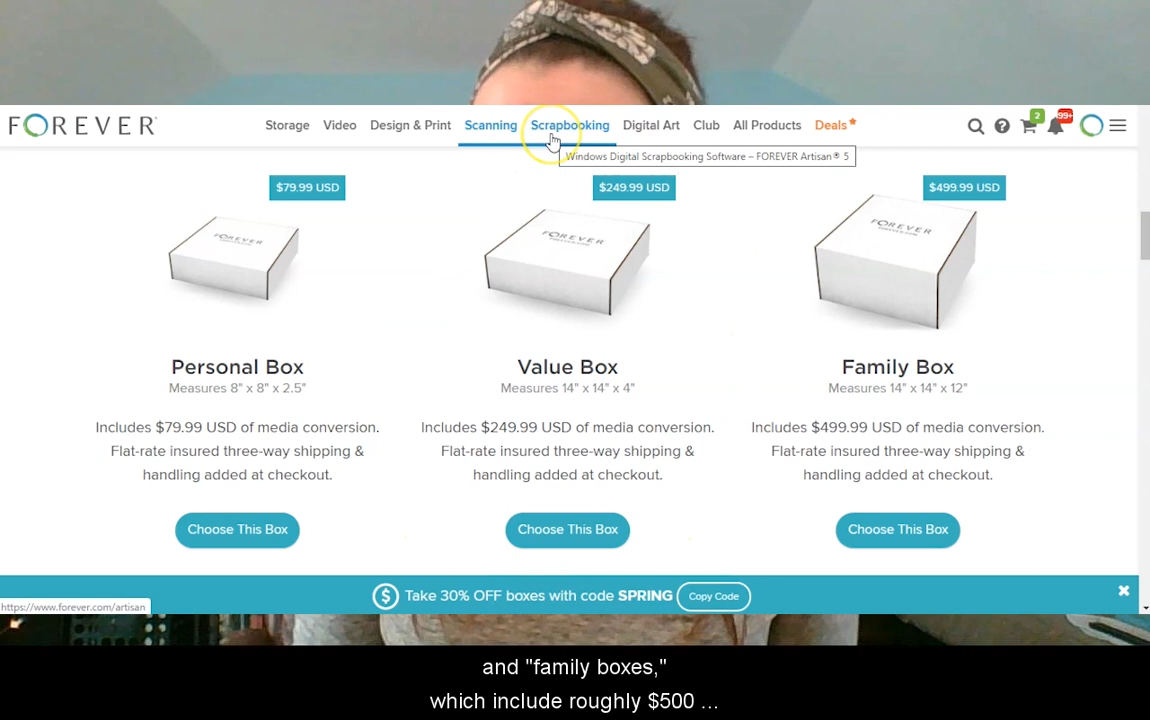 FOREVER
Storage Video Design & Print Scanning Scrapbooking Digital Art Club All Products Deals*
2 99+
Windows Digital Scrapbooking Software – FOREVER Artisan® 5
$79.99 USD $249.99 USD $499.99 USD
FOREVER FOREVER FOREVER
Personal Box Value Box Family Box
Measures 8" x 8" x 2.5" Measures 14" x 14" x 4" Measures 14" x 14" x 12"
Includes $79.99 USD of media conversion. Includes $249.99 USD of media conversion. Includes $499.99 USD of media conversion.
Flat-rate insured three-way shipping & Flat-rate insured three-way shipping & Flat-rate insured three-way shipping &
handling added at checkout. handling added at checkout. handling added at checkout.
Choose This Box Choose This Box Choose This Box
$ Take 30% OFF boxes with code SPRING Copy Code
https://www.forever.com/artisan
and "family boxes,"
which include roughly $500 ...